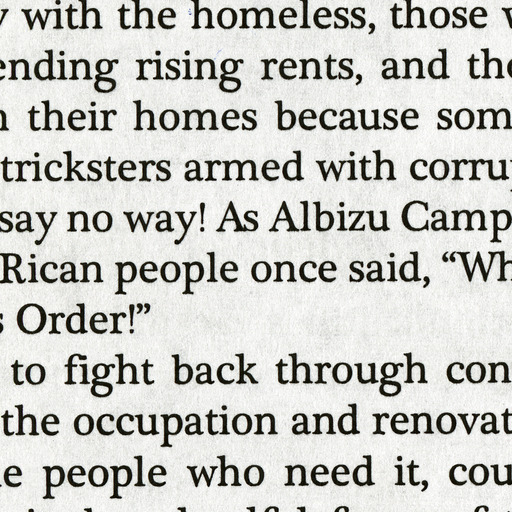 with the homeless, those
ending rising rents, and the
their homes because som
tricksters armed with corru
say no way! As Albizu Camp
Rican people once said, “Wh
s Order!”
to fight back through con
the occupation and renovat
e people who need it, cou